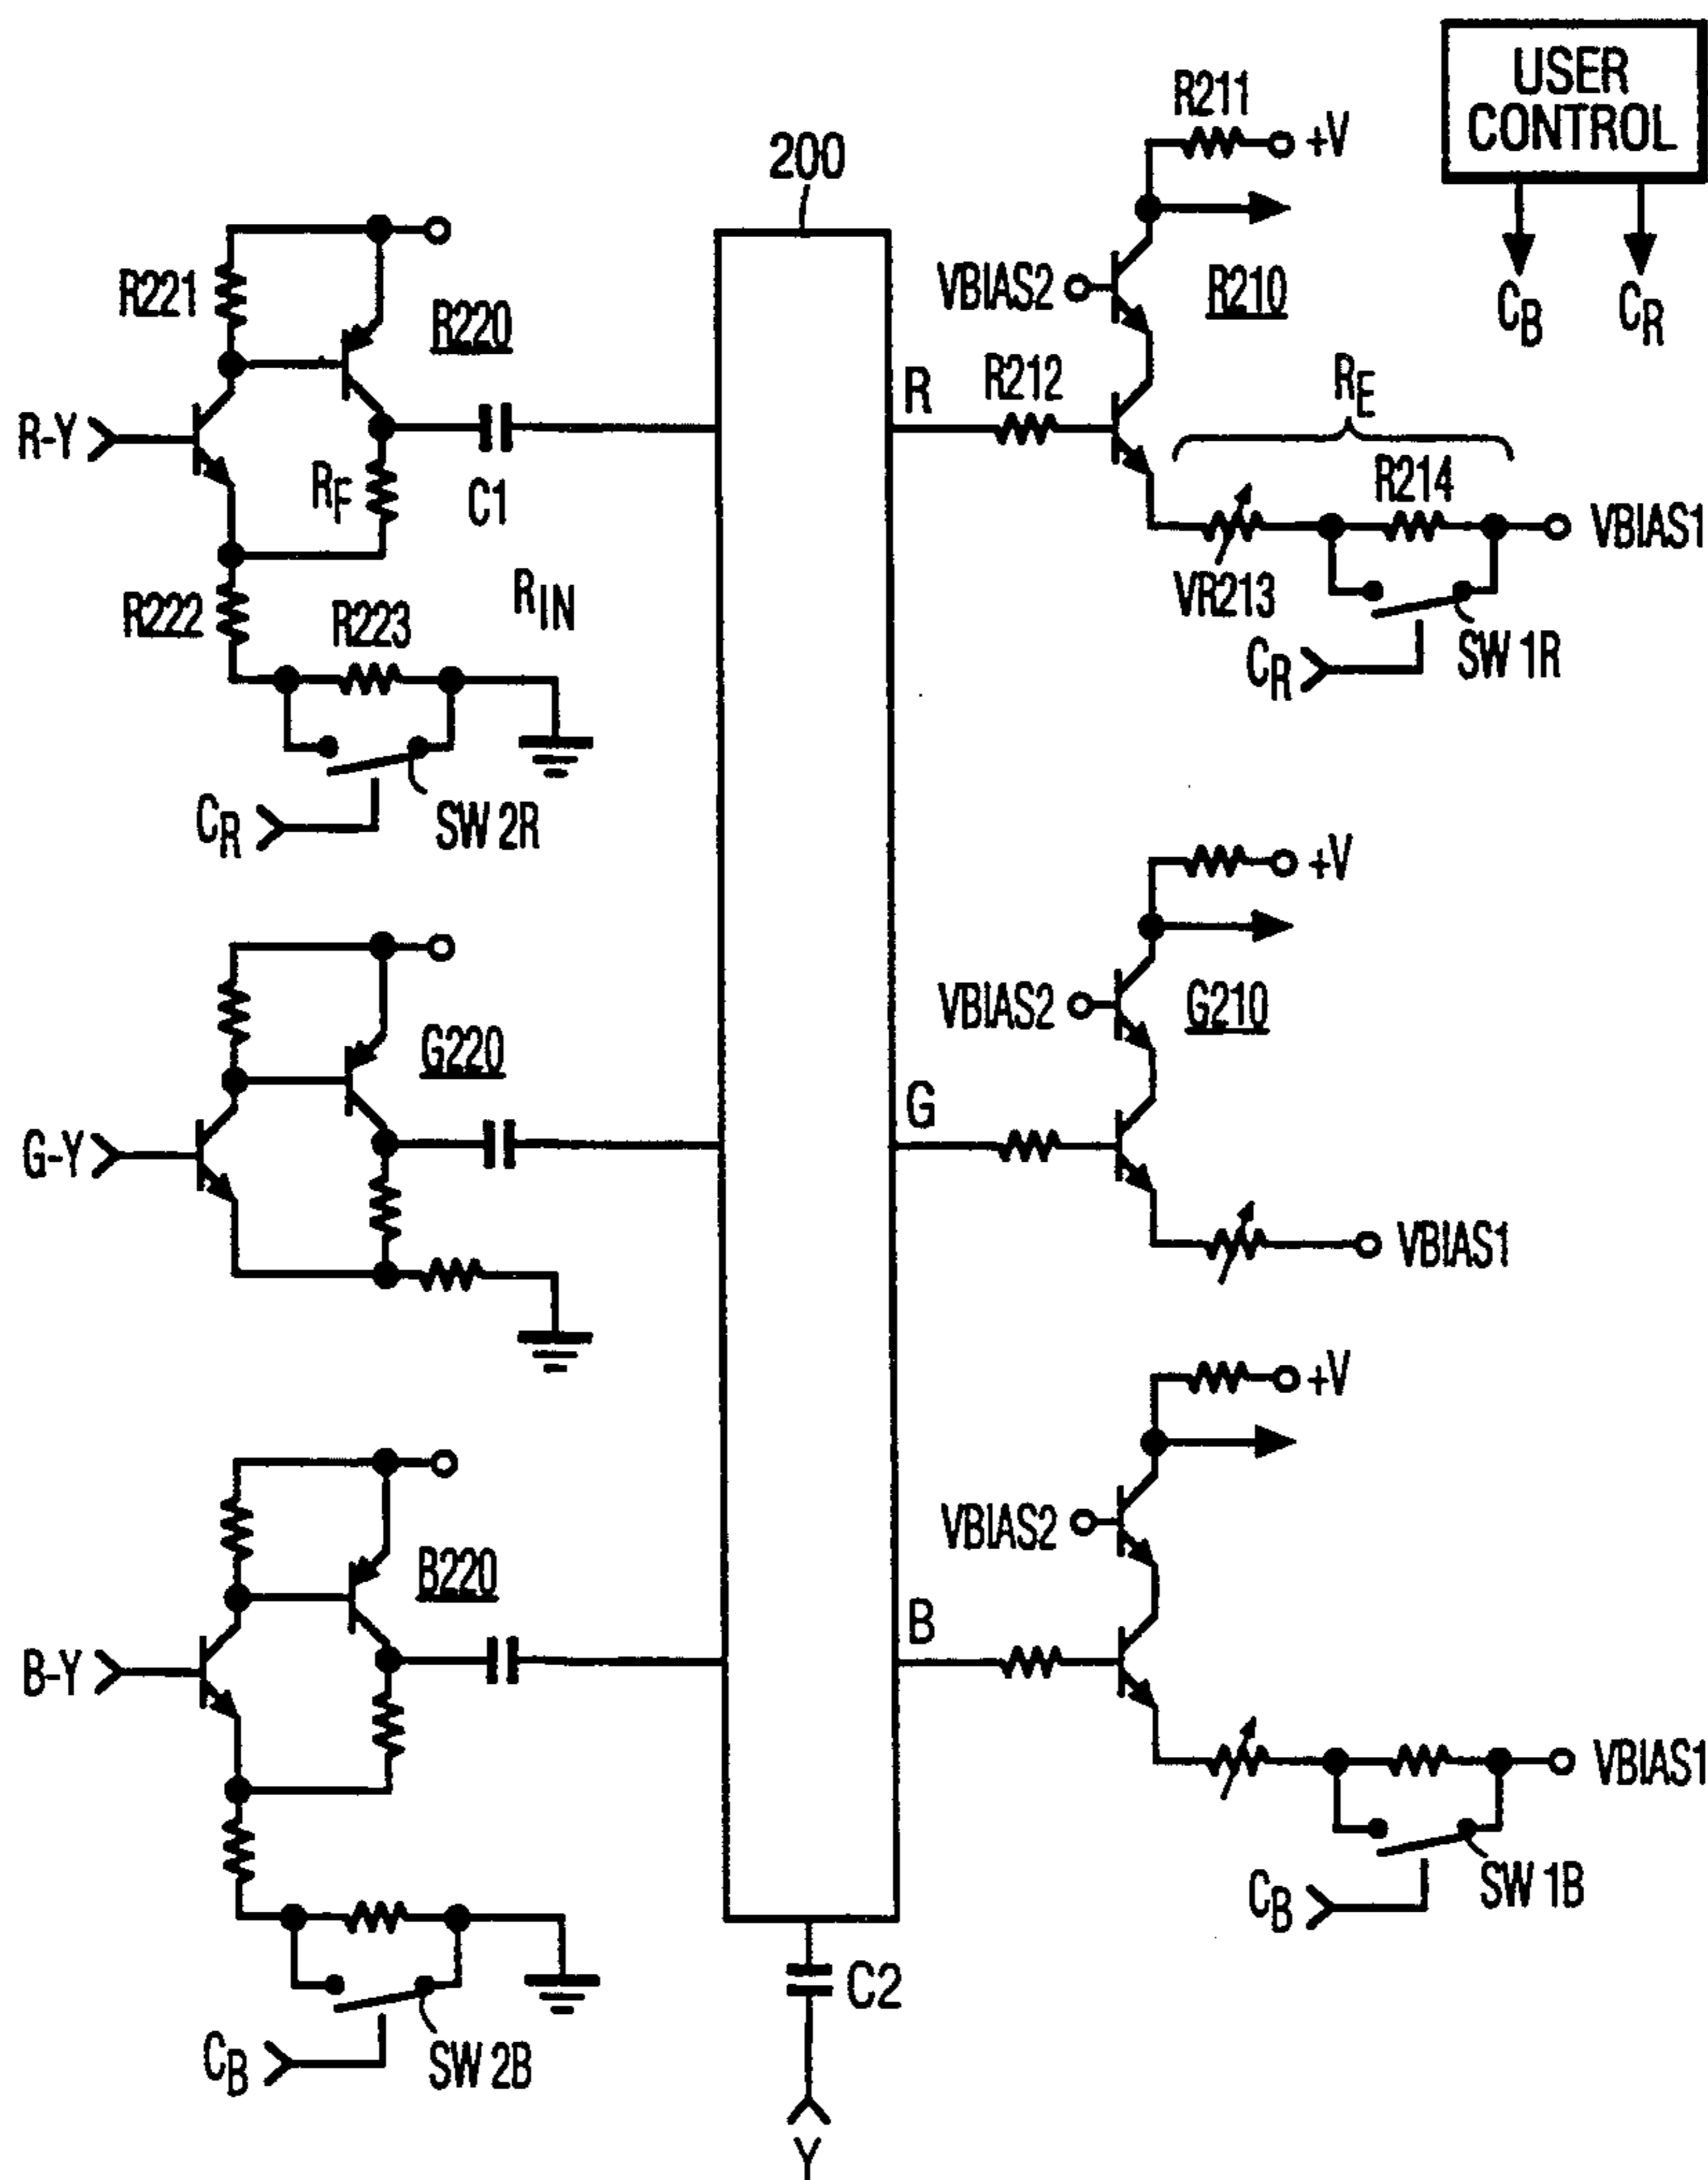 R211
+V
USER
CONTROL
200
R221
R220
VBIAS2
R210
CB
CR
R
R212
RE
R-Y
RF
C1
R214
VBIAS1
R222
R223
RIN
VR213
CR
SW 1R
CR
SW 2R
+V
VBIAS2
G210
G220
G
G-Y
VBIAS1
+V
VBIAS2
B220
B
B-Y
VBIAS1
CB
SW 1B
C2
CB
SW 2B
Y